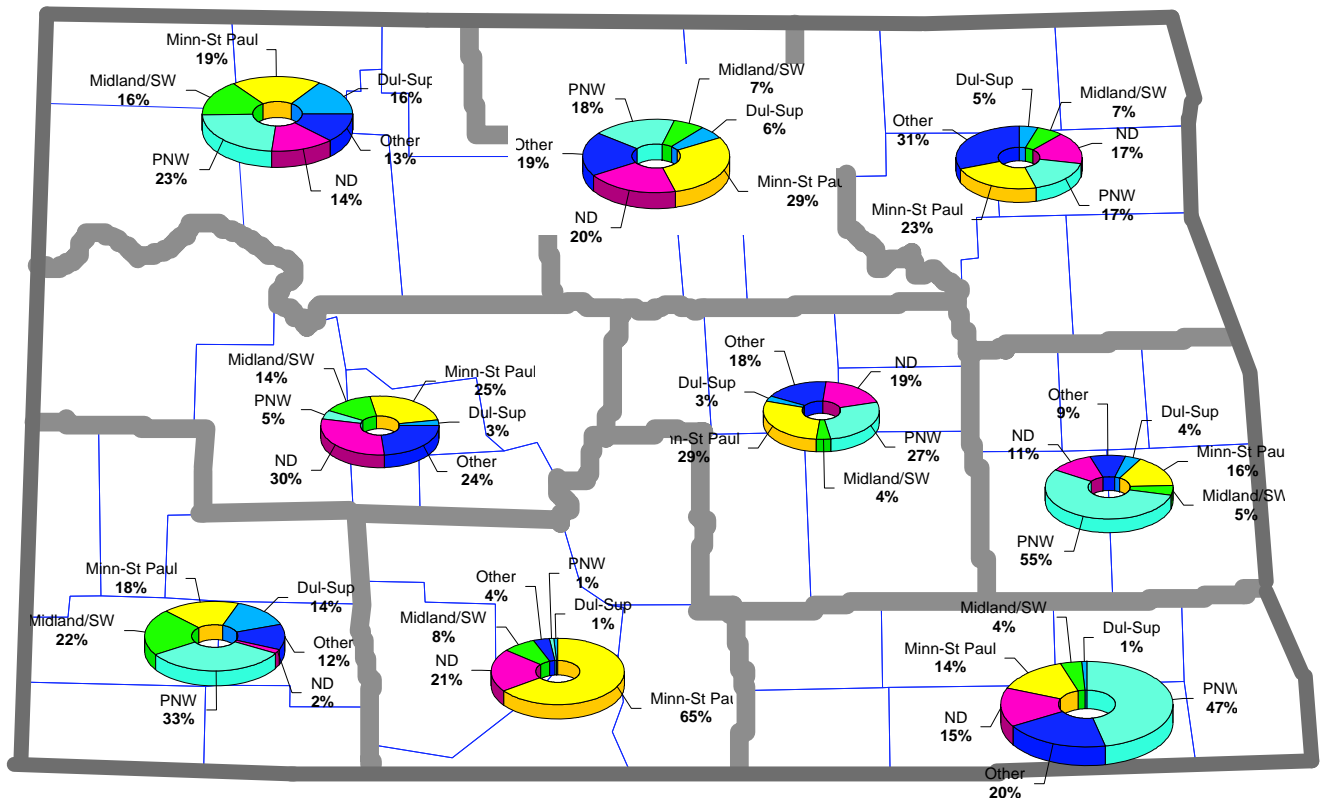 Minn-St Paul
19%
Dul-Sup
16%
Other
13%
ND
14%
PNW
23%
Midland/SW
16%
PNW
18%
Midland/SW
7%
Dul-Sup
6%
Minn-St Pau
29%
ND
20%
Other
19%
Dul-Sup
5%
Midland/SW
7%
ND
17%
PNW
17%
Minn-St Paul
23%
Other
31%
Midland/SW
14%
Minn-St Paul
25%
Dul-Sup
3%
Other
24%
ND
30%
PNW
5%
Other
18%
ND
19%
PNW
27%
Midland/SW
4%
nn-St Paul
29%
Dul-Sup
3%
Other
9%
Dul-Sup
4%
Minn-St Pau
16%
Midland/SW
5%
PNW
55%
ND
11%
Minn-St Paul
18%
Dul-Sup
14%
Other
12%
ND
2%
PNW
33%
Midland/SW
22%
Other
4%
PNW
1%
Dul-Sup
1%
Minn-St Pau
65%
ND
21%
Midland/SW
8%
Midland/SW
4%
Dul-Sup
1%
PNW
47%
Other
20%
ND
15%
Minn-St Paul
14%